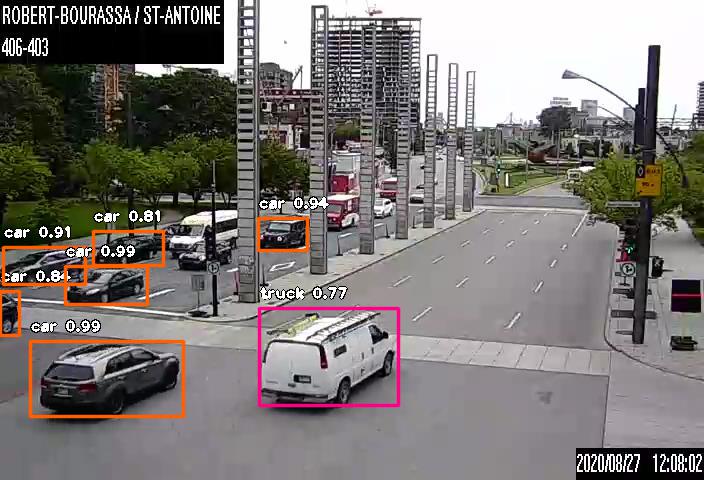 ROBERT-BOURASSA / ST-ANTOINE
406-403
car 0.94
car 0.81
car 0.91
car 0.99
car 0.84
truck 0.77
car 0.99
2020/08/27 12:08:02